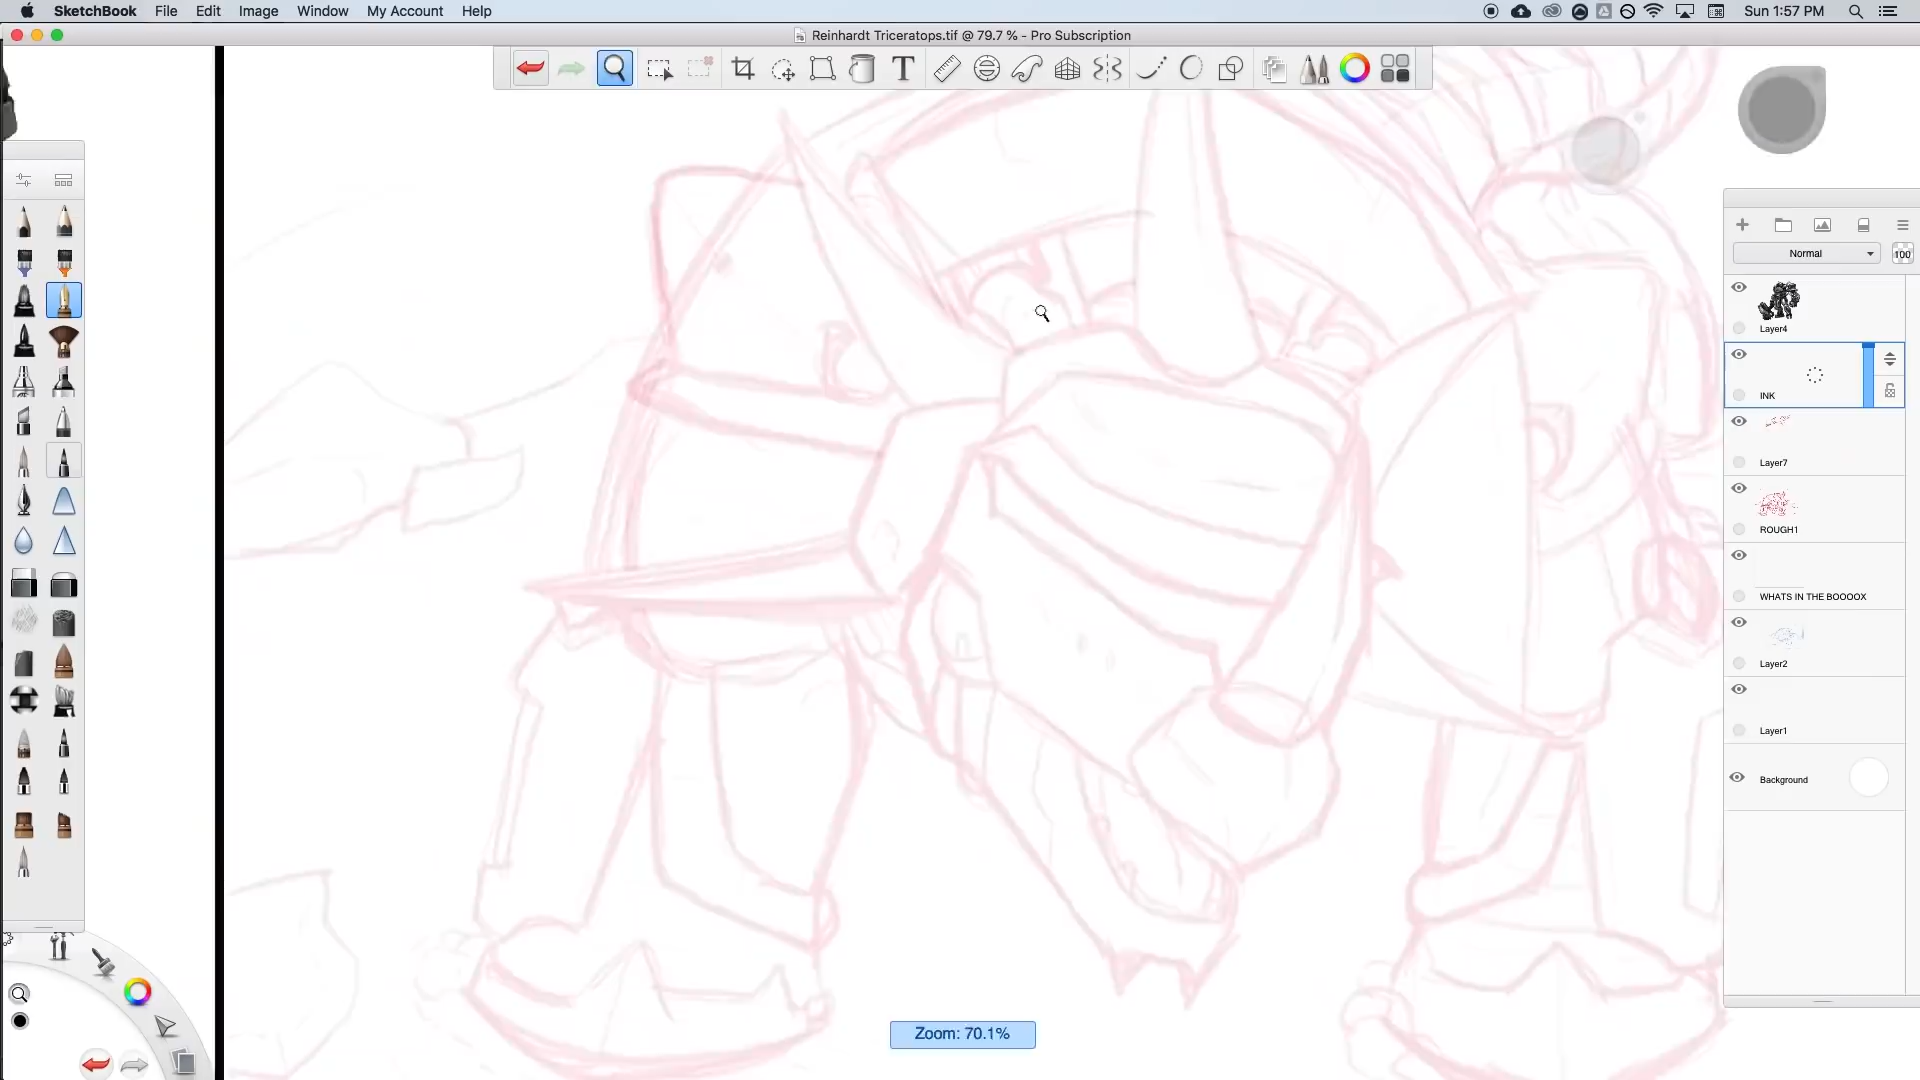 SketchBook File Edit Image Window My Account Help
Sun 1:57 PM
Reinhardt Triceratops.tif @ 79.7 % - Pro Subscription
T
Normal
100
Layer4
INK
Layer7
ROUGH1
WHATS IN THE BOOOOX
Layer2
Layer1
Background
Zoom: 70.1%